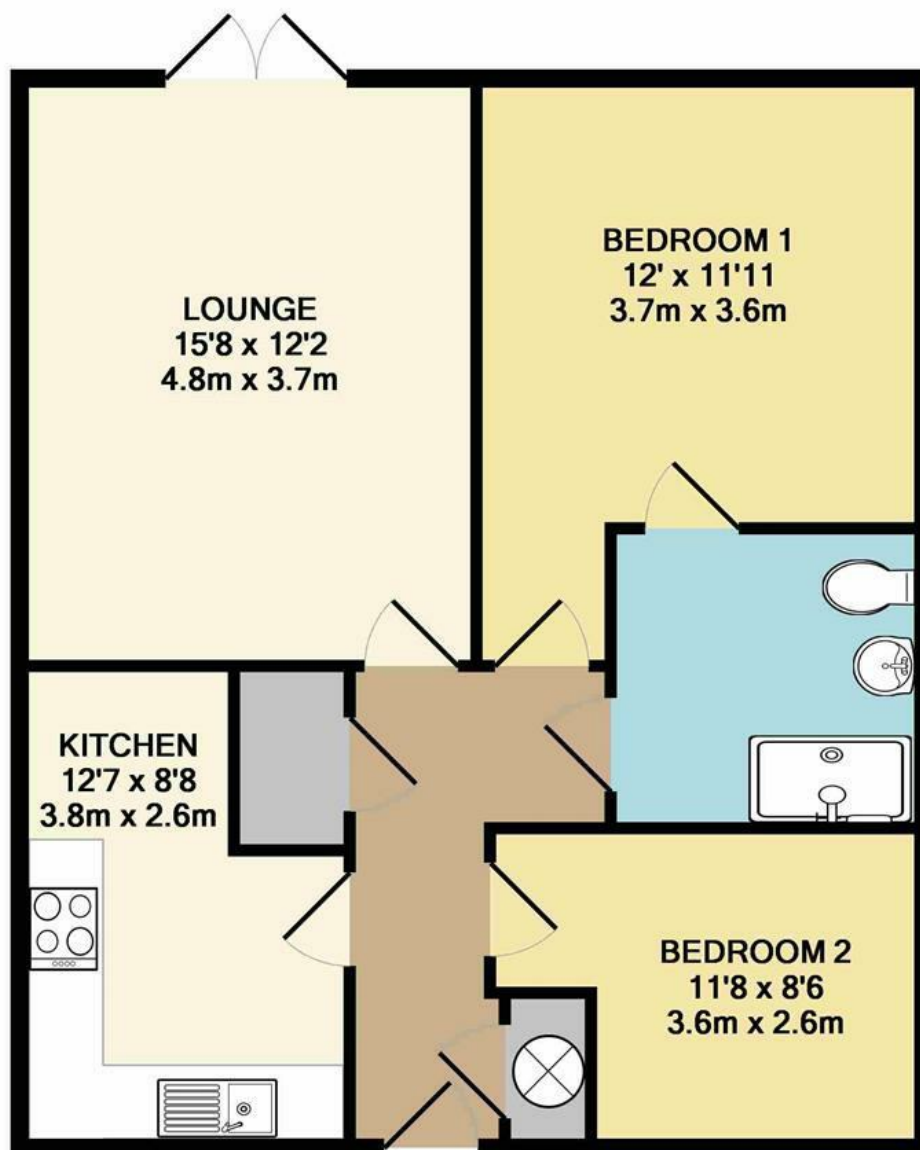 LOUNGE
15'8 x 12'2
4.8m x 3.7m
BEDROOM 1
12' x 11'11
3.7m x 3.6m
KITCHEN
12'7 x 8'8
3.8m x 2.6m
BEDROOM 2
11'8 x 8'6
3.6m x 2.6m